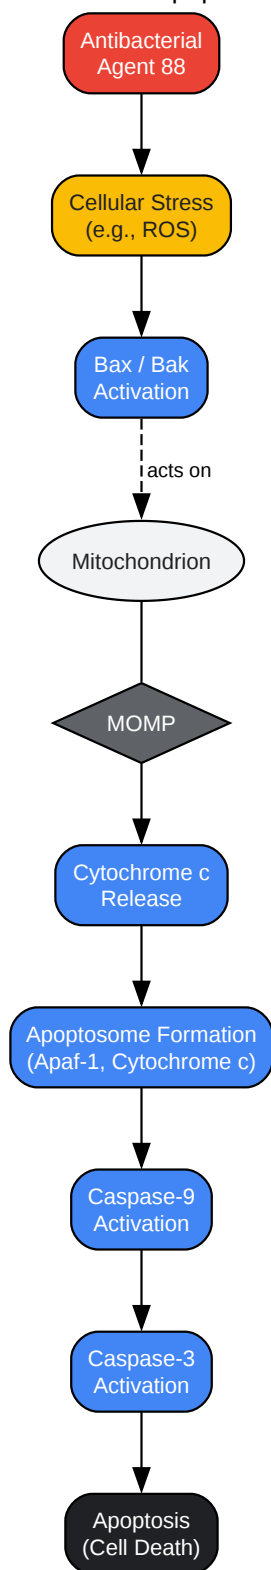 Antibacterial
Agent 88
Cellular Stress
(e.g., ROS)
Bax / Bak
Activation
acts on
Mitochondrion
MOMP
Cytochrome c
Release
Apoptosome Formation
(Apaf-1, Cytochrome c)
Caspase-9
Activation
Caspase-3
Activation
Apoptosis
(Cell Death)